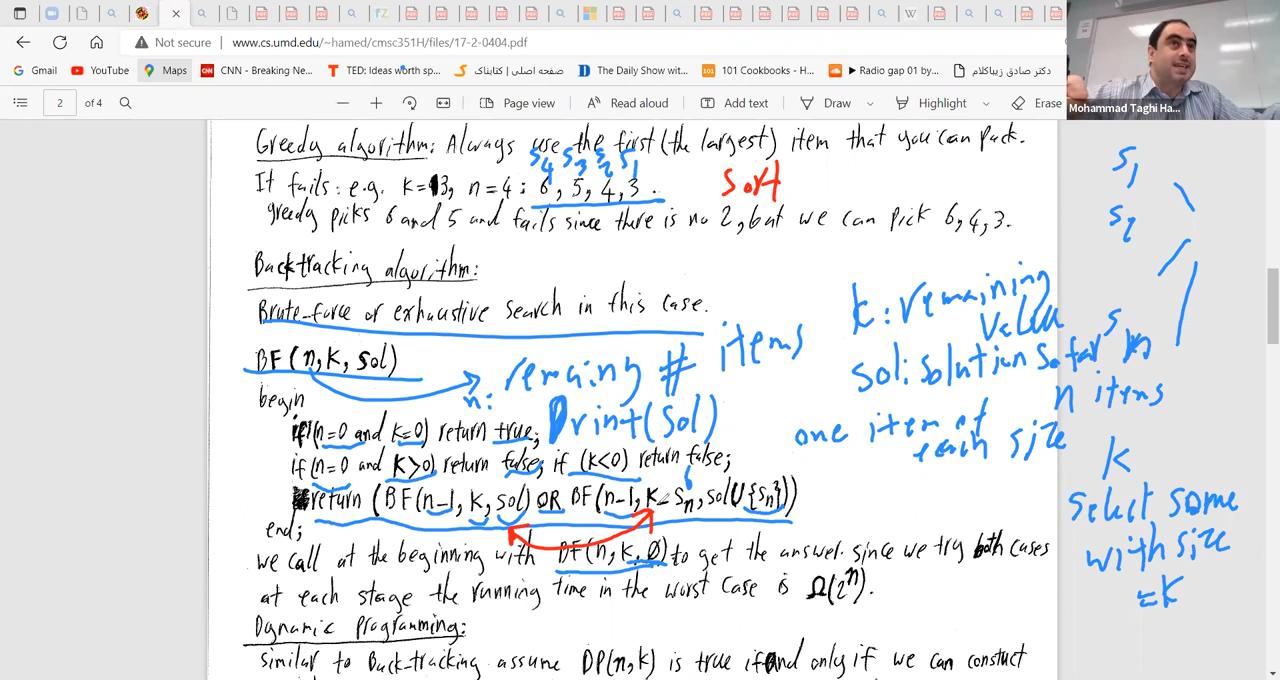 Not secure
www.cs.umd.edu/~hamed/cmsc351H/files/17-2-0404.pdf
Gmail
YouTube
Maps
CNN - Breaking Ne...
TED: Ideas worth sp...
صفحه اصلی | کتابناک
The Daily Show wit...
101 Cookbooks - H...
Radio gap 01 by...
دکتر صادق زیباکلام
2 of 4
Page view
Read aloud
Add text
Draw
Highlight
Erase
Mohammad Taghi Ha...
Greedy algorithm: Always use the first (the largest) item that you can pack.
S4 S3 S2 S1
It fails: e.g. K=13, n=4: 6, 5, 4, 3.
Sort
greedy picks 6 and 5 and fails since there is no 2, but we can pick 6, 4, 3.
Backtracking algorithm:
Brute-force or exhaustive search in this case.
BF(n,K,sol)
n: remaining # items
begin
if (n=0 and K=0) return true;
Print(sol)
if (n=0 and K>0) return false; if (K<0) return false;
return (BF(n-1, K, sol) OR BF(n-1, K-Sn, sol U {Sn}))
6
end;
we call at the beginning with BF(n,K,∅) to get the answer. since we try both cases
at each stage the running time in the worst case is Ω(2^n).
Dynamic Programming:
similar to Back-tracking assume DP(n,K) is true if and only if we can constuct
K: remaining
value
sol: solution so far
one item of
each size
S1
S2
n items
K
select some
with size
=K